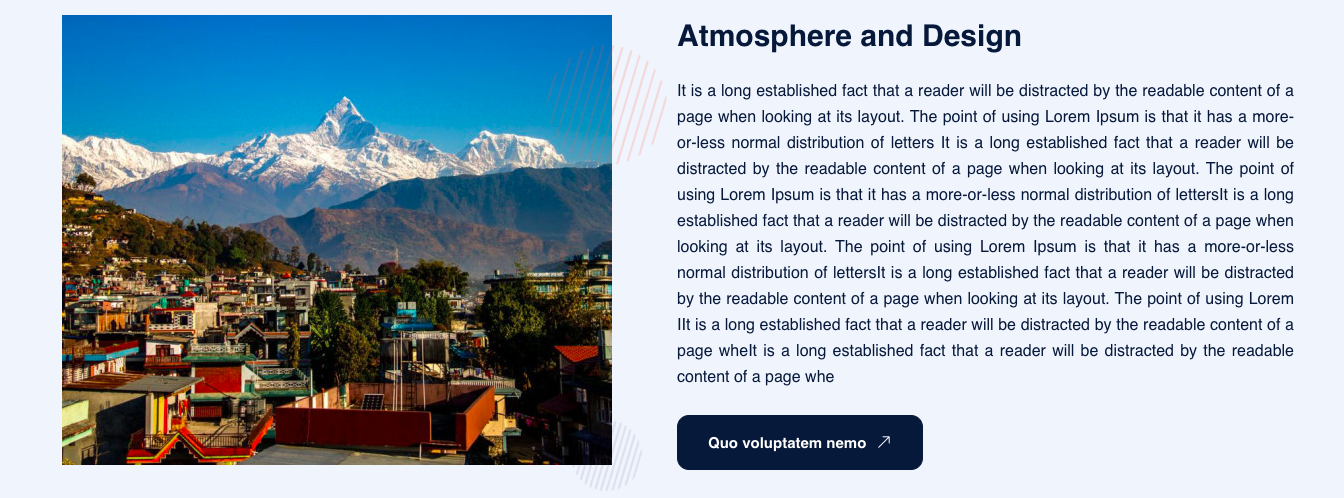 Atmosphere and Design
It is a long established fact that a reader will be distracted by the readable content of a
page when looking at its layout. The point of using Lorem Ipsum is that it has a more-
or-less normal distribution of letters It is a long established fact that a reader will be
distracted by the readable content of a page when looking at its layout. The point of
using Lorem Ipsum is that it has a more-or-less normal distribution of lettersIt is a long
established fact that a reader will be distracted by the readable content of a page when
looking at its layout. The point of using Lorem Ipsum is that it has a more-or-less
normal distribution of lettersIt is a long established fact that a reader will be distracted
by the readable content of a page when looking at its layout. The point of using Lorem
IIt is a long established fact that a reader will be distracted by the readable content of a
page wheIt is a long established fact that a reader will be distracted by the readable
content of a page whe
Quo voluptatem nemo